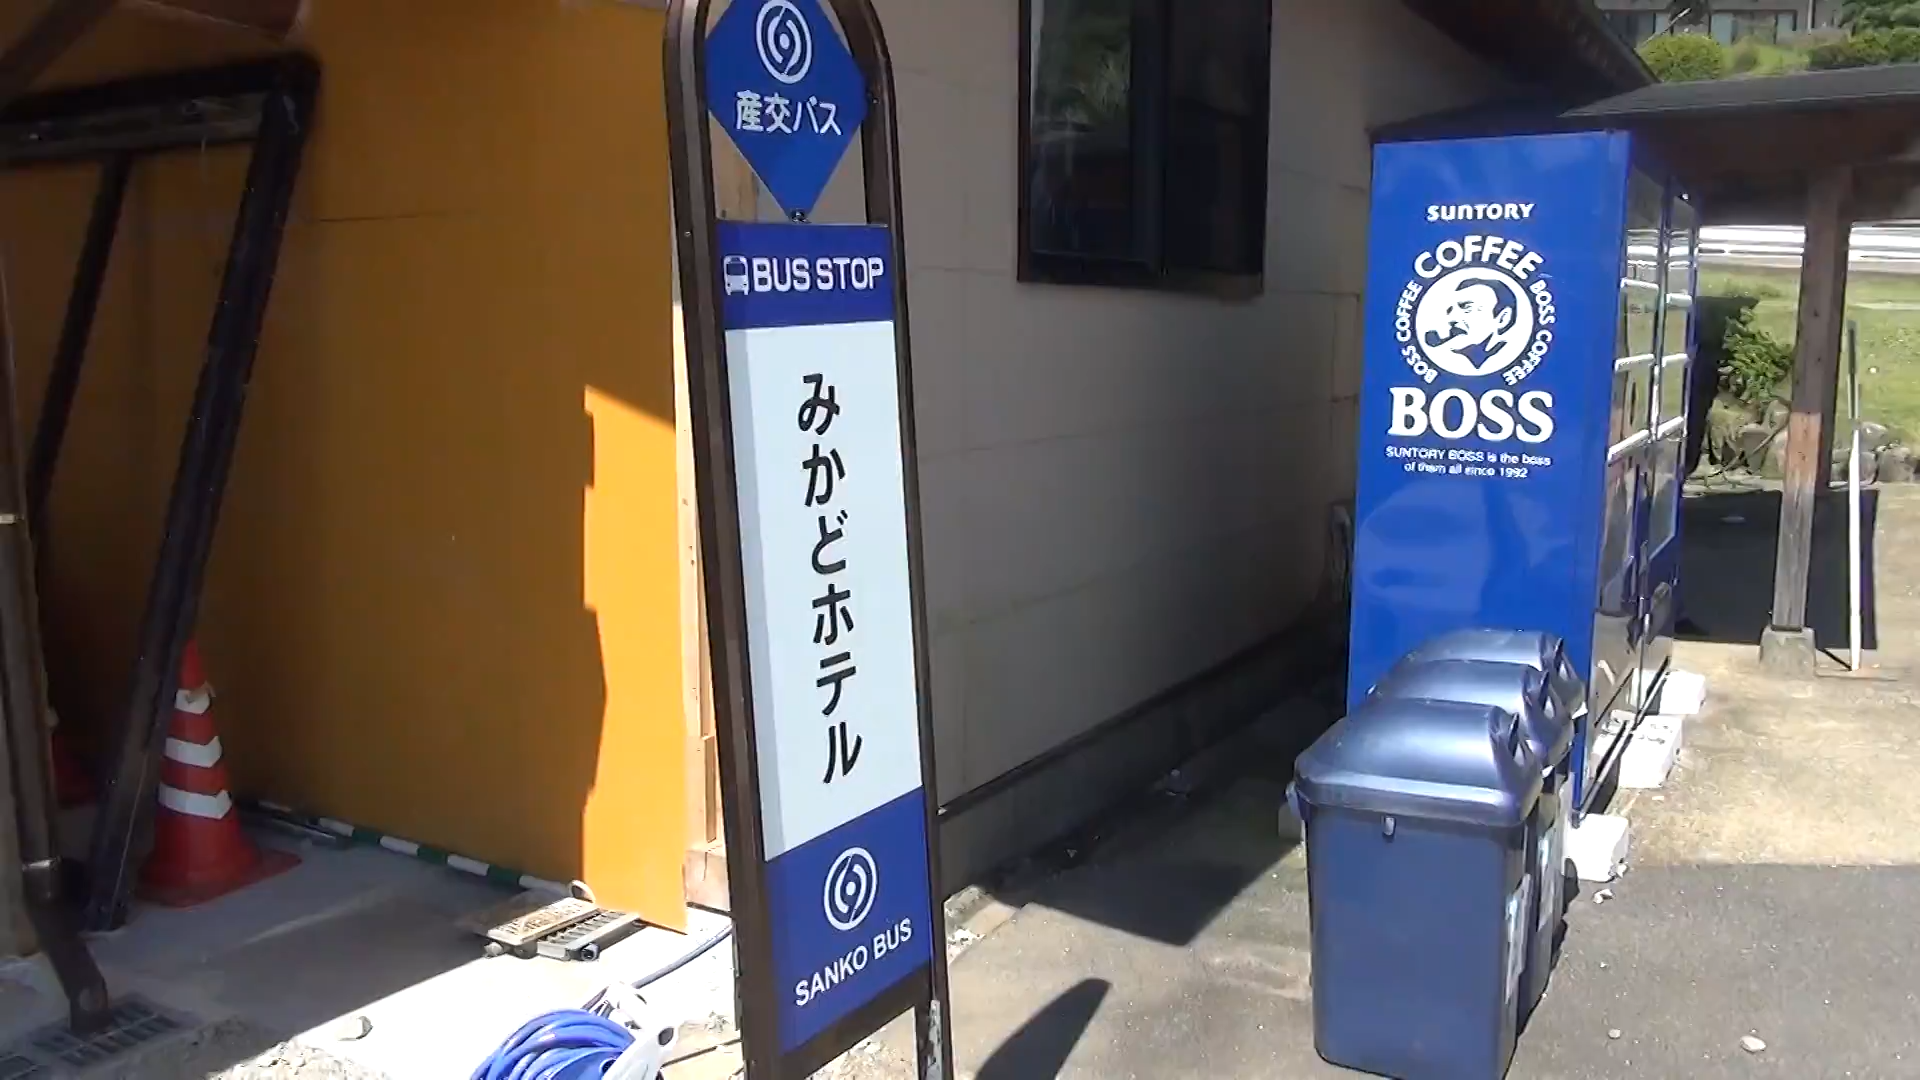 産交バス
BUS STOP
みかどホテル
SANKO BUS
SUNTORY
COFFEE
BOSS COFFEE
BOSS COFFEE
BOSS
SUNTORY BOSS is the boss
of them all since 1992